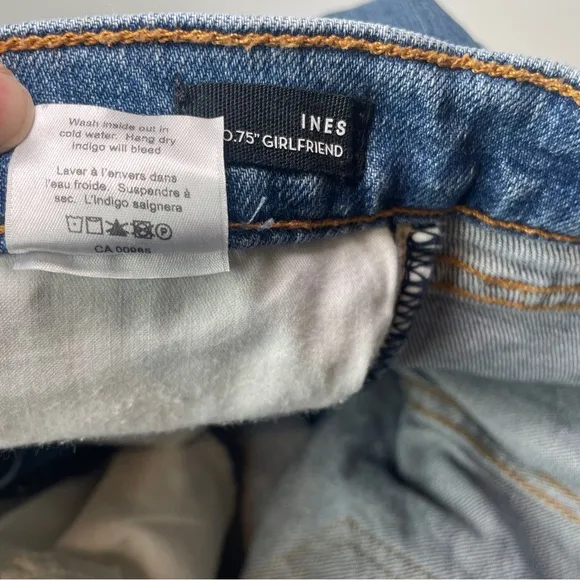 INES
0.75" GIRLFRIEND
Wash inside out in
cold water. Hang dry
indigo will bleed
Laver à l'envers dans
l'eau froide. Suspendre à
sec. L'Indigo saignera
CA 00985